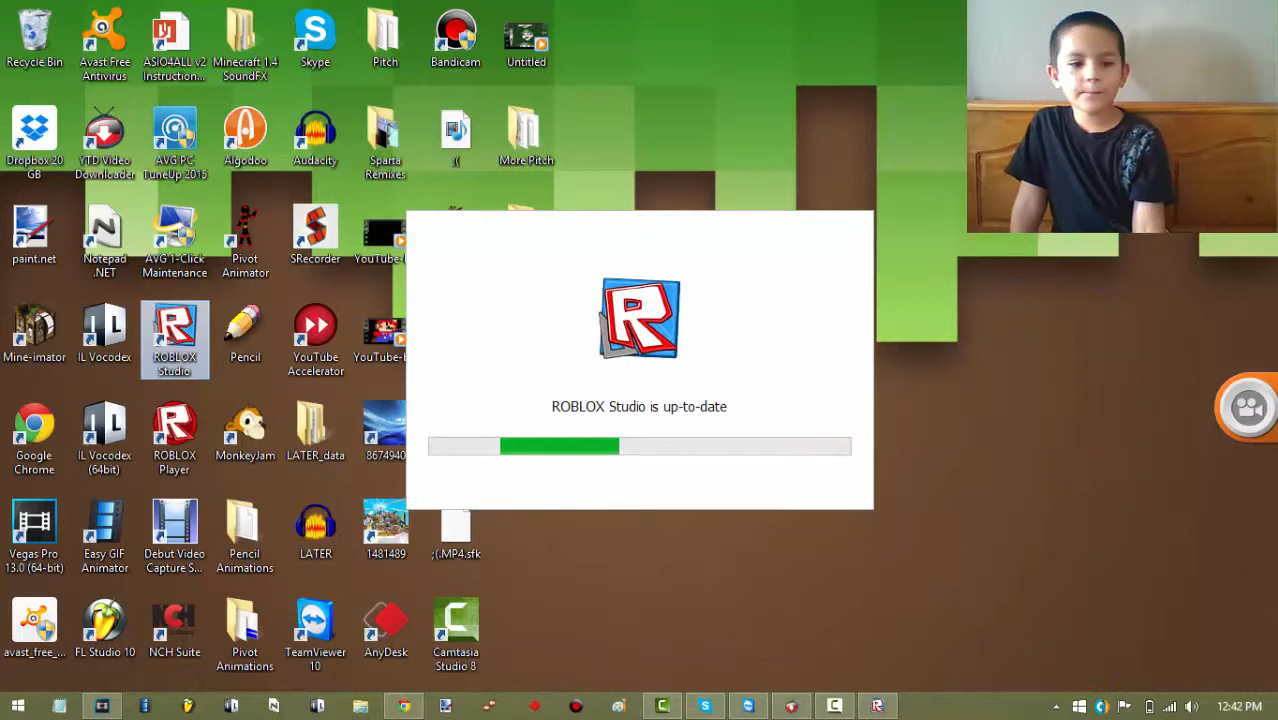 Recycle Bin
Avast Free
Antivirus
ASIO4ALL v2
Instruction...
Minecraft 1.4
SoundFX
Skype
Pitch
Bandicam
Untitled
Dropbox 20
GB
YTD Video
Downloader
AVG PC
TuneUp 2015
Algodoo
Audacity
Sparta
Remixes
;(
More Pitch
paint.net
Notepad
.NET
AVG 1-Click
Maintenance
Pivot
Animator
SRecorder
Mine-imator
IL Vocodex
ROBLOX
Studio
Pencil
YouTube
Accelerator
ROBLOX Studio is up-to-date
Google
Chrome
IL Vocodex
(64bit)
ROBLOX
Player
MonkeyJam
LATER_data
8674940
Vegas Pro
13.0 (64-bit)
Easy GIF
Animator
Debut Video
Capture S...
Pencil
Animations
LATER
1481489
;(.MP4.sfk
avast_free_...
FL Studio 10
NCH Suite
Pivot
Animations
TeamViewer
10
AnyDesk
Camtasia
Studio 8
12:42 PM